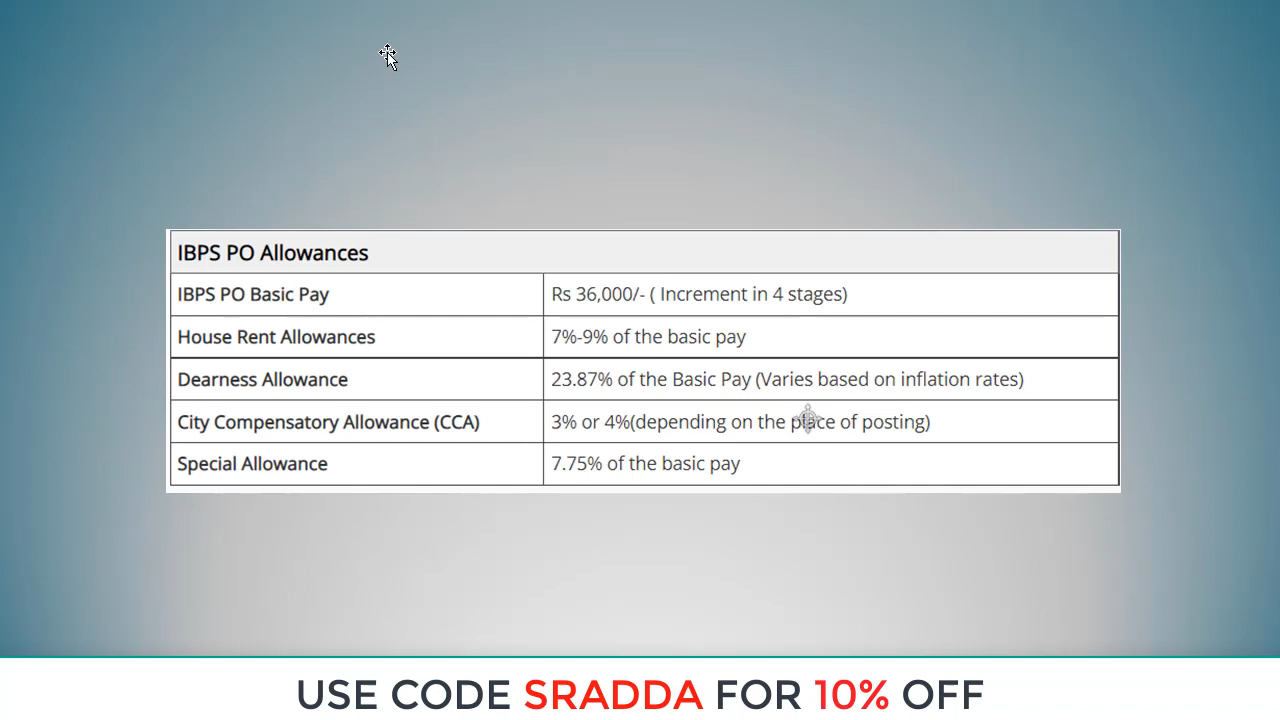 IBPS PO Allowances
IBPS PO Basic Pay Rs 36,000/- ( Increment in 4 stages)
House Rent Allowances 7%-9% of the basic pay
Dearness Allowance 23.87% of the Basic Pay (Varies based on inflation rates)
City Compensatory Allowance (CCA) 3% or 4%(depending on the place of posting)
Special Allowance 7.75% of the basic pay
USE CODE SRADDA FOR 10% OFF